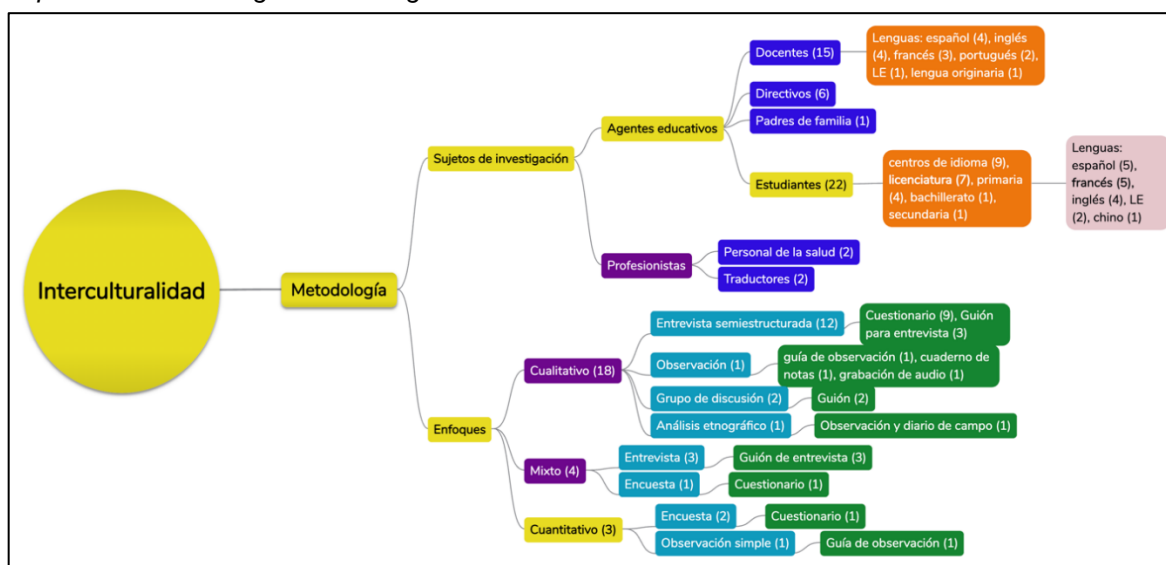 Interculturalidad
Metodología
Sujetos de investigación
Agentes educativos
Docentes (15)
Lenguas: español (4), inglés
(4), francés (3), portugués (2),
LE (1), lengua originaria (1)
Directivos (6)
Padres de familia (1)
Estudiantes (22)
centros de idioma (9),
licenciatura (7), primaria
(4), bachillerato (1),
secundaria (1)
Lenguas:
español (5),
francés (5),
inglés (4), LE
(2), chino (1)
Profesionistas
Personal de la salud (2)
Traductores (2)
Enfoques
Cualitativo (18)
Entrevista semiestructurada (12)
Cuestionario (9), Guión
para entrevista (3)
Observación (1)
guía de observación (1), cuaderno de
notas (1), grabación de audio (1)
Grupo de discusión (2)
Guión (2)
Análisis etnográfico (1)
Observación y diario de campo (1)
Mixto (4)
Entrevista (3)
Guión de entrevista (3)
Encuesta (1)
Cuestionario (1)
Cuantitativo (3)
Encuesta (2)
Cuestionario (1)
Observación simple (1)
Guía de observación (1)